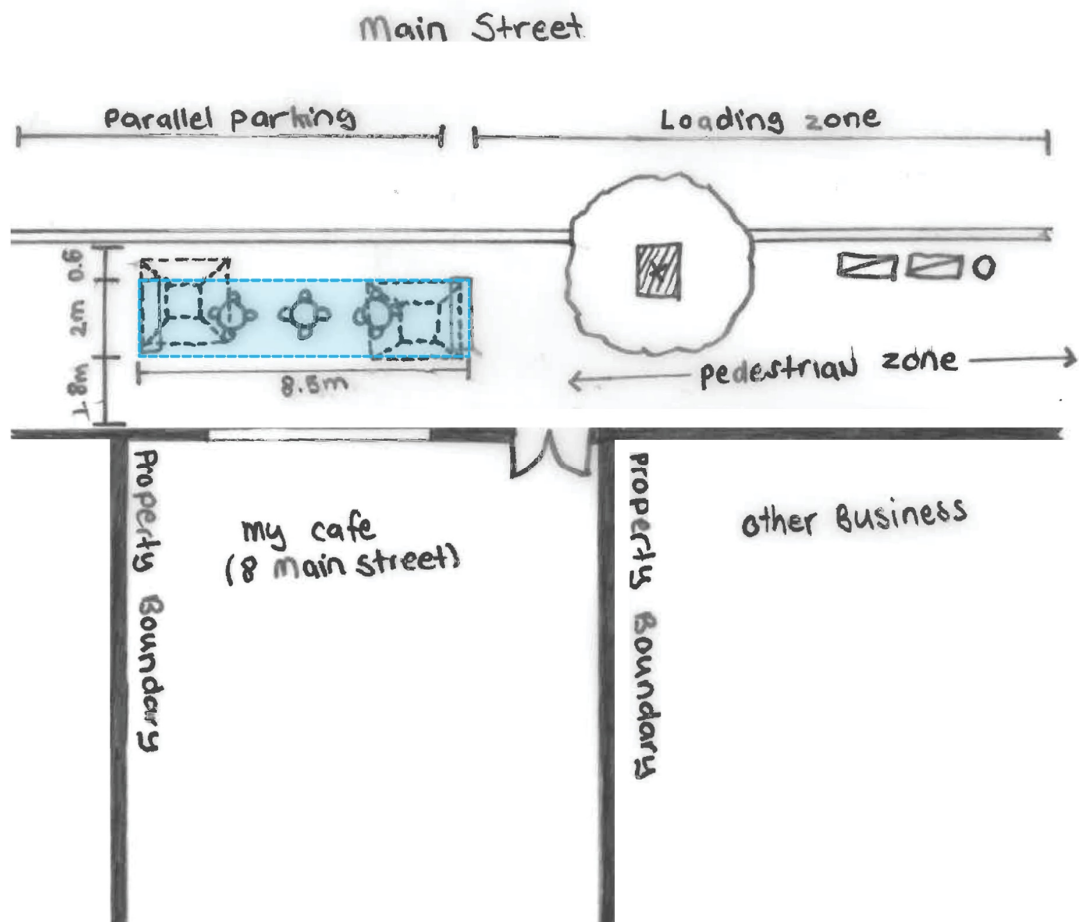 Main Street
Parallel parking
Loading zone
0.6
2m
1.8m
8.5m
pedestrian zone
Property Boundary
my cafe
(8 Main street)
Property Boundary
other Business